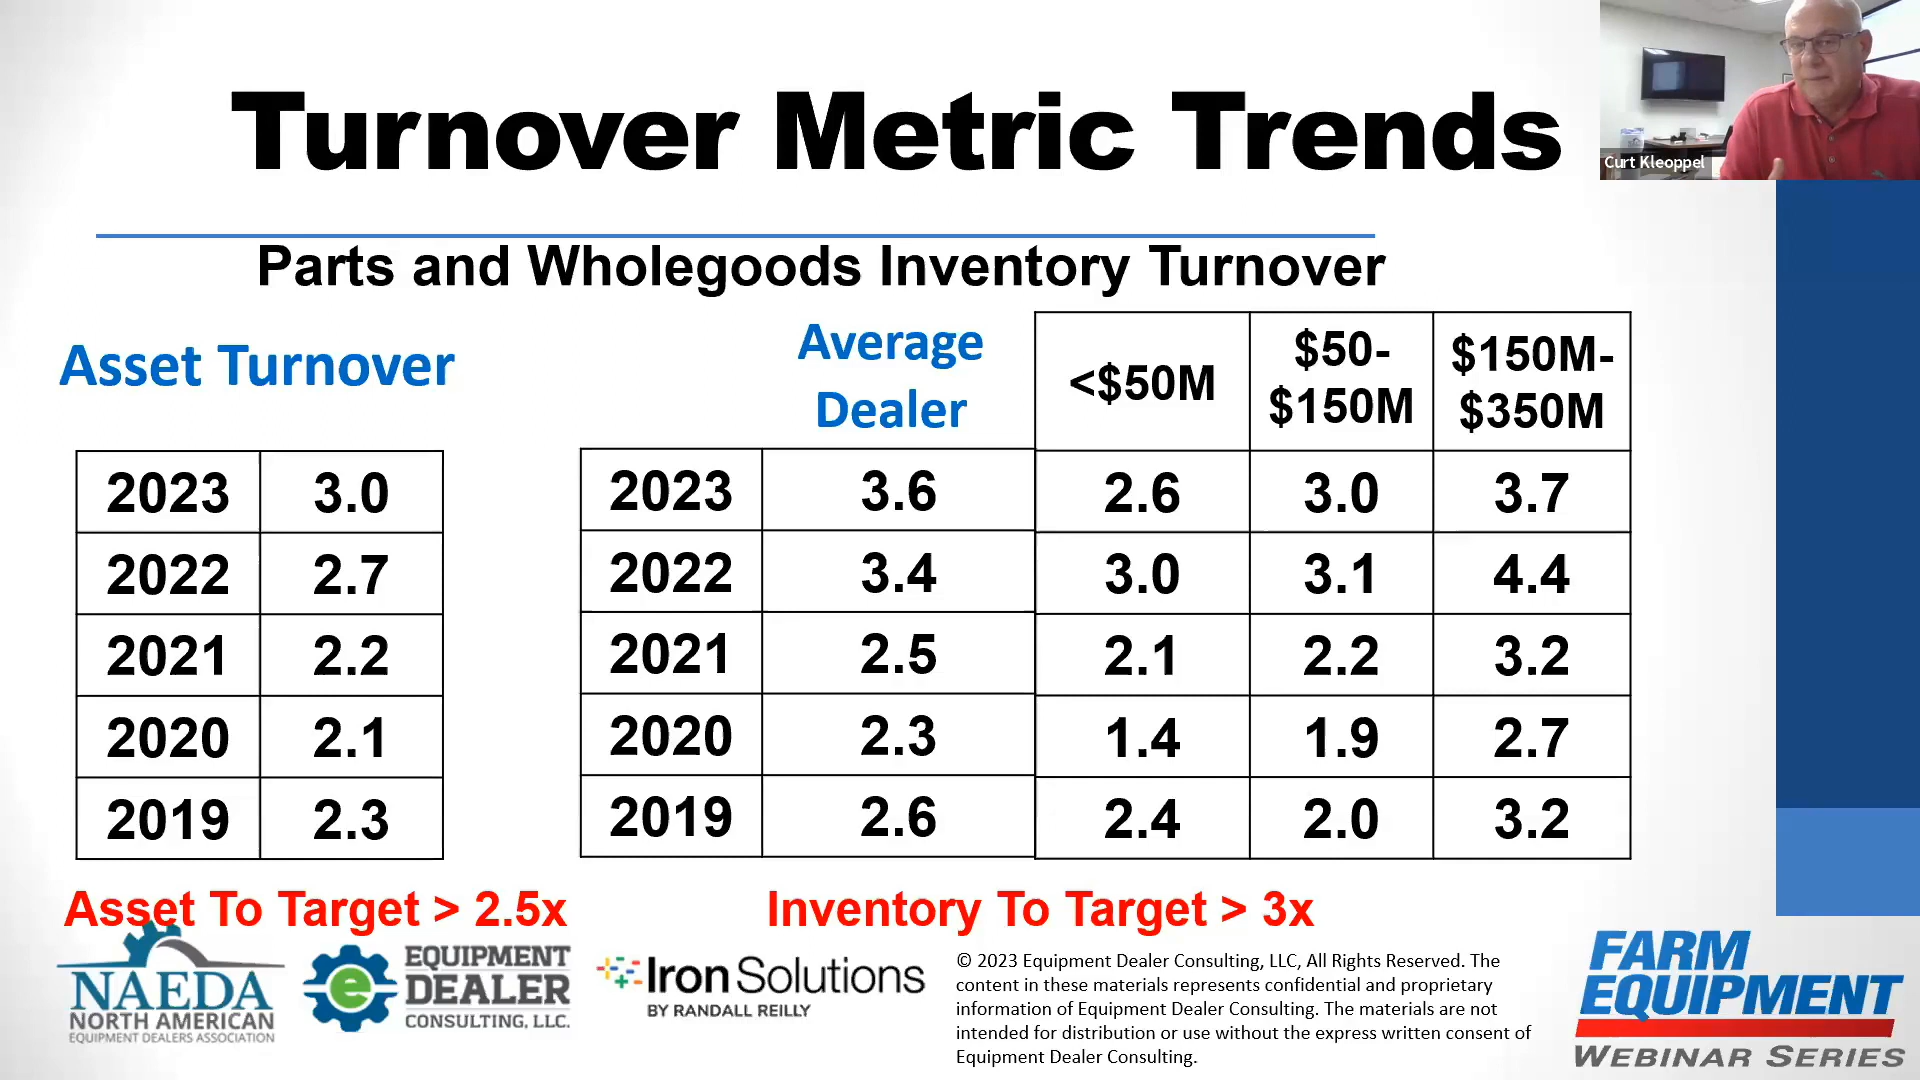 Turnover Metric Trends
Curt Kleoppel
Parts and Wholegoods Inventory Turnover
Asset Turnover
2023 3.0
2022 2.7
2021 2.2
2020 2.1
2019 2.3
Average
Dealer
<$50M
$50-
$150M
$150M-
$350M
2023 3.6 2.6 3.0 3.7
2022 3.4 3.0 3.1 4.4
2021 2.5 2.1 2.2 3.2
2020 2.3 1.4 1.9 2.7
2019 2.6 2.4 2.0 3.2
Asset To Target > 2.5x
Inventory To Target > 3x
NAEDA
NORTH AMERICAN
EQUIPMENT DEALERS ASSOCIATION
e
EQUIPMENT
DEALER
CONSULTING, LLC.
Iron Solutions
BY RANDALL REILLY
© 2023 Equipment Dealer Consulting, LLC, All Rights Reserved. The
content in these materials represents confidential and proprietary
information of Equipment Dealer Consulting. The materials are not
intended for distribution or use without the express written consent of
Equipment Dealer Consulting.
FARM
EQUIPMENT
WEBINAR SERIES